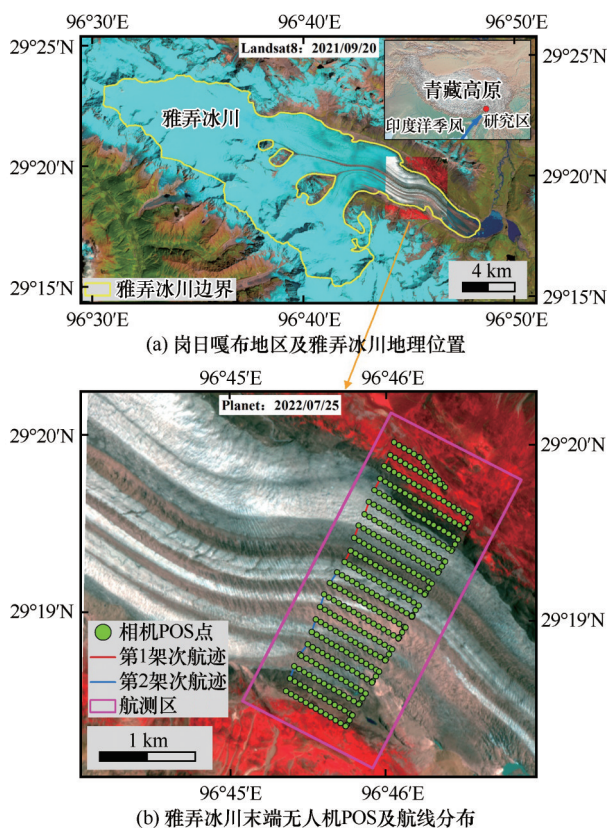 96°30′E 96°40′E 96°50′E
29°25′N
Landsat8：2021/09/20
29°25′N
青藏高原
印度洋季风
研究区
雅弄冰川
29°20′N
29°20′N
雅弄冰川边界
4 km
29°15′N
29°15′N
96°30′E 96°40′E 96°50′E
(a) 岗日嘎布地区及雅弄冰川地理位置
96°45′E 96°46′E
Planet：2022/07/25
29°20′N
29°20′N
29°19′N
29°19′N
相机POS点
第1架次航迹
第2架次航迹
航测区
1 km
96°45′E 96°46′E
(b) 雅弄冰川末端无人机POS及航线分布